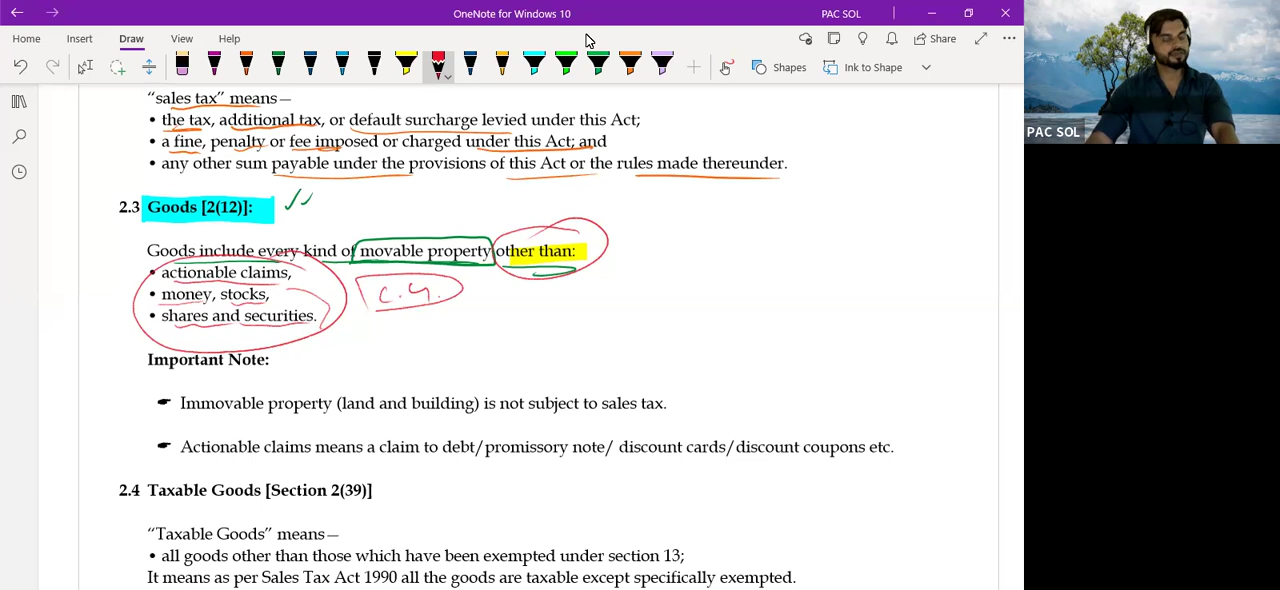 OneNote for Windows 10
PAC SOL
Home Insert Draw View Help
Share
Shapes
Ink to Shape
“sales tax” means—
• the tax, additional tax, or default surcharge levied under this Act;
• a fine, penalty or fee imposed or charged under this Act; and
• any other sum payable under the provisions of this Act or the rules made thereunder.
2.3 Goods [2(12)]:
Goods include every kind of movable property other than:
• actionable claims,
• money, stocks,
• shares and securities.
Important Note:
Immovable property (land and building) is not subject to sales tax.
Actionable claims means a claim to debt/promissory note/ discount cards/discount coupons etc.
2.4 Taxable Goods [Section 2(39)]
“Taxable Goods” means—
• all goods other than those which have been exempted under section 13;
It means as per Sales Tax Act 1990 all the goods are taxable except specifically exempted.
PAC SOL